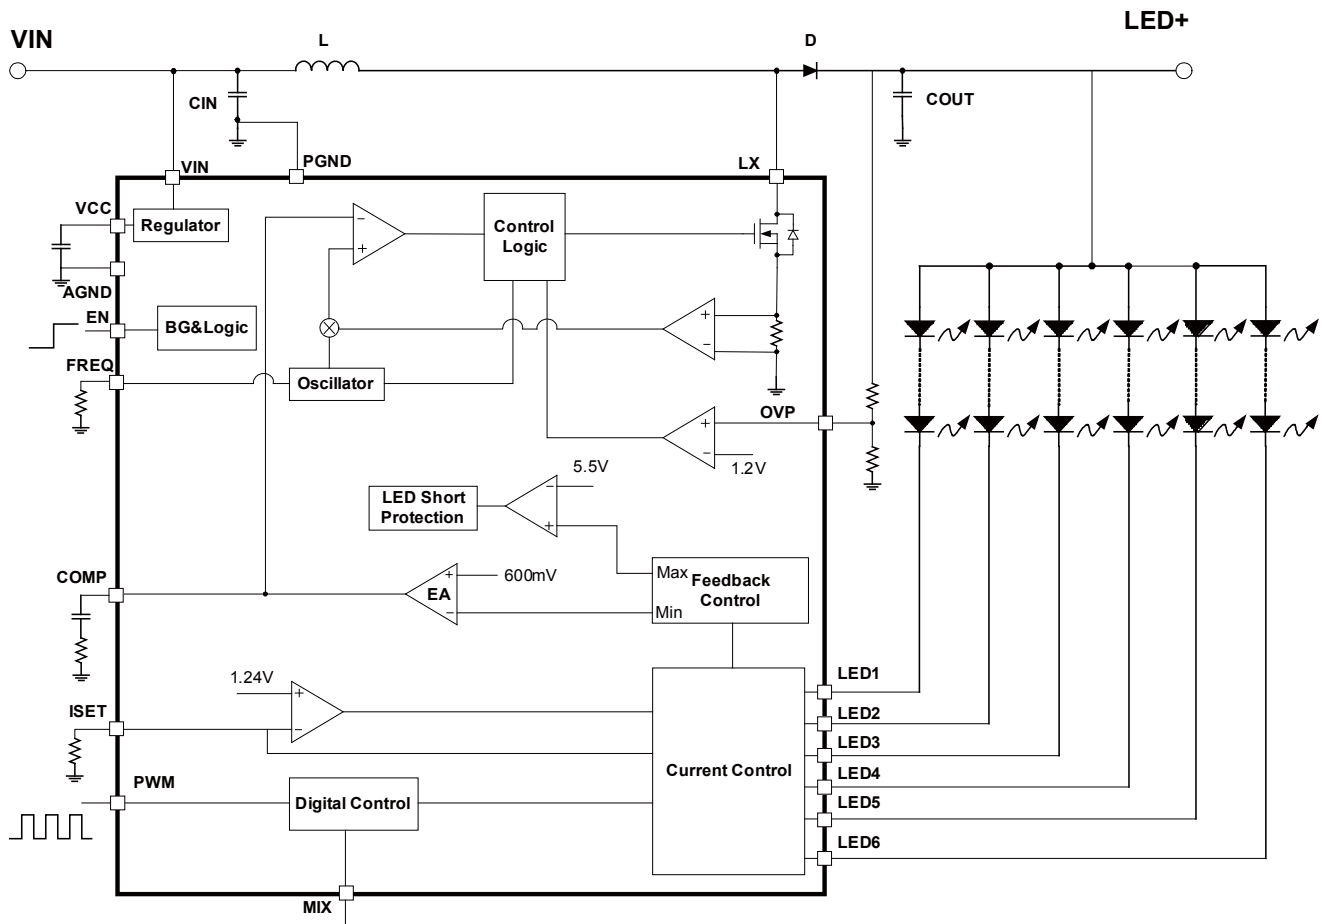 LED+
VIN
L
D
CIN
COUT
VIN
PGND
LX
VCC
Regulator
Control
Logic
AGND
EN
BG&Logic
FREQ
Oscillator
OVP
1.2V
5.5V
LED Short
Protection
COMP
EA
600mV
Max
Feedback
Control
Min
1.24V
ISET
LED1
LED2
LED3
LED4
LED5
LED6
Current Control
PWM
Digital Control
MIX